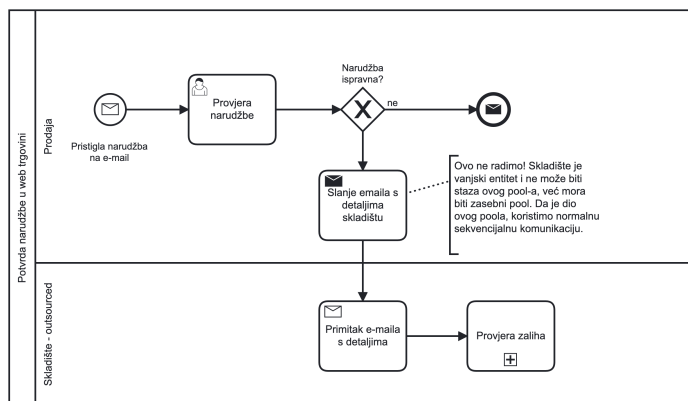 Potvrda narudžbe u web trgovini
Prodaja
Pristigla narudžba
na e-mail
Provjera
narudžbe
Narudžba
ispravna?
ne
Slanje emaila s
detaljima
skladištu
Ovo ne radimo! Skladište je
vanjski entitet i ne može biti
staza ovog pool-a, već mora
biti zasebni pool. Da je dio
ovog poola, koristimo normalnu
sekvencijalnu komunikaciju.
Skladište - outsourced
Primitak e-maila
s detaljima
Provjera zaliha